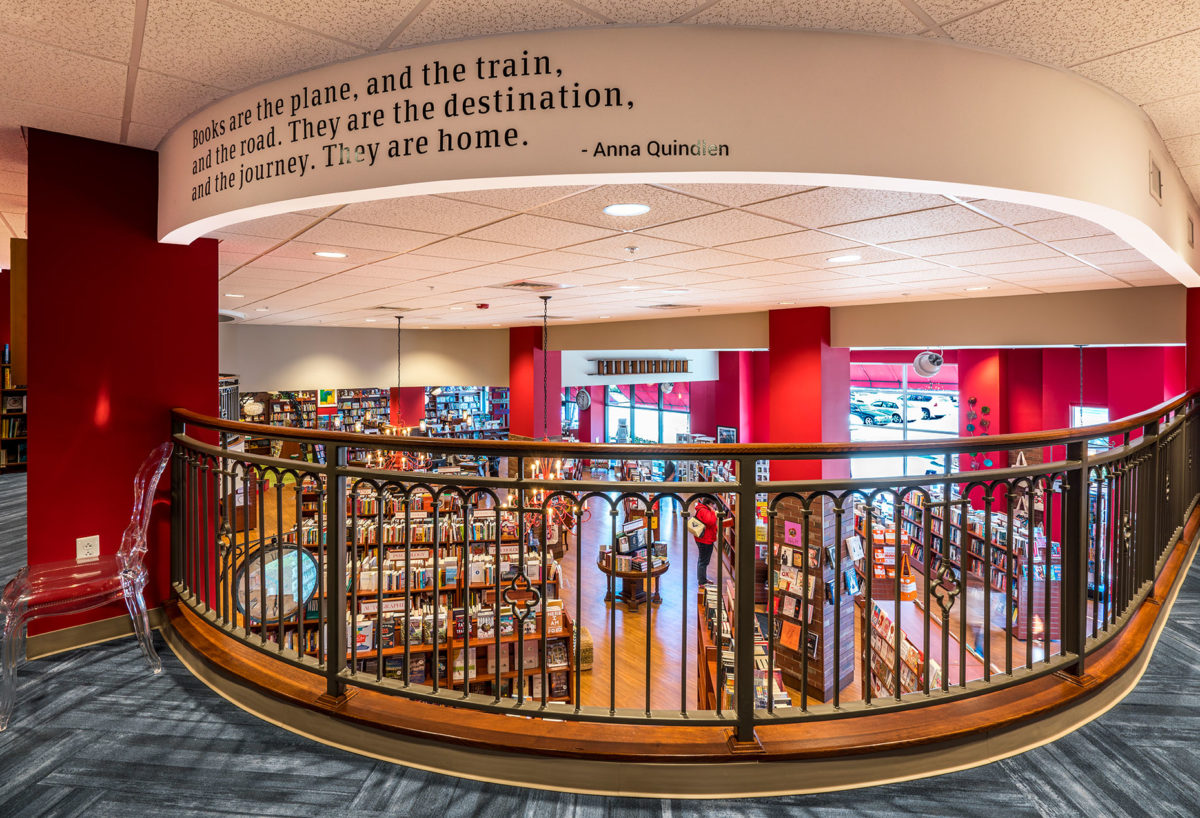 Books are the plane, and the train,
and the road. They are the destination,
and the journey. They are home.
- Anna Quindlen